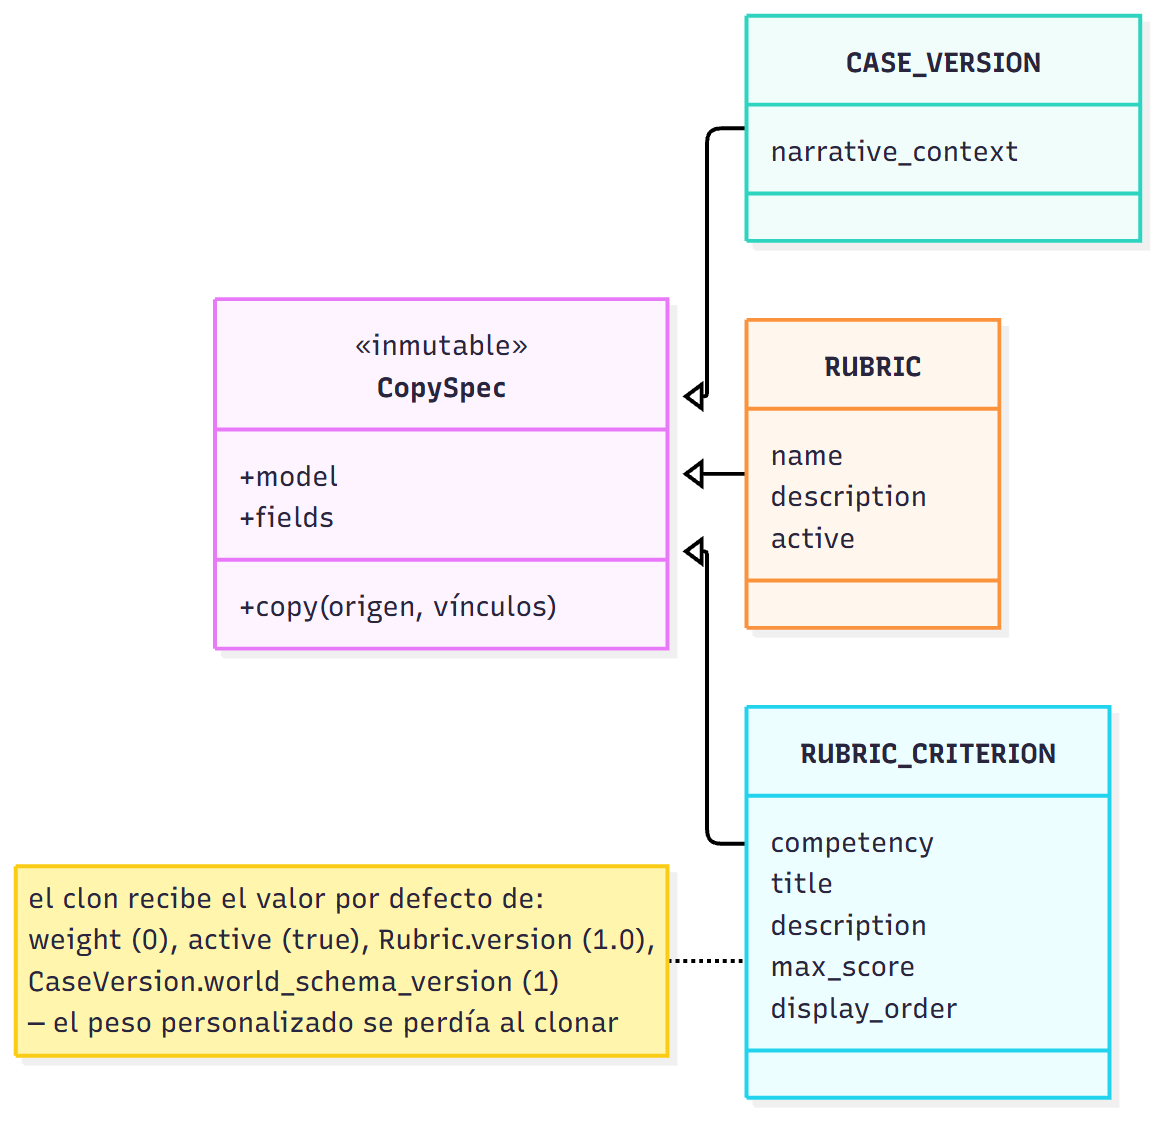 CASE_VERSION
narrative_context
«inmutable»
CopySpec
+model
+fields
+copy(origen, vínculos)
RUBRIC
name
description
active
RUBRIC_CRITERION
competency
title
description
max_score
display_order
el clon recibe el valor por defecto de:
weight (0), active (true), Rubric.version (1.0),
CaseVersion.world_schema_version (1)
— el peso personalizado se perdía al clonar